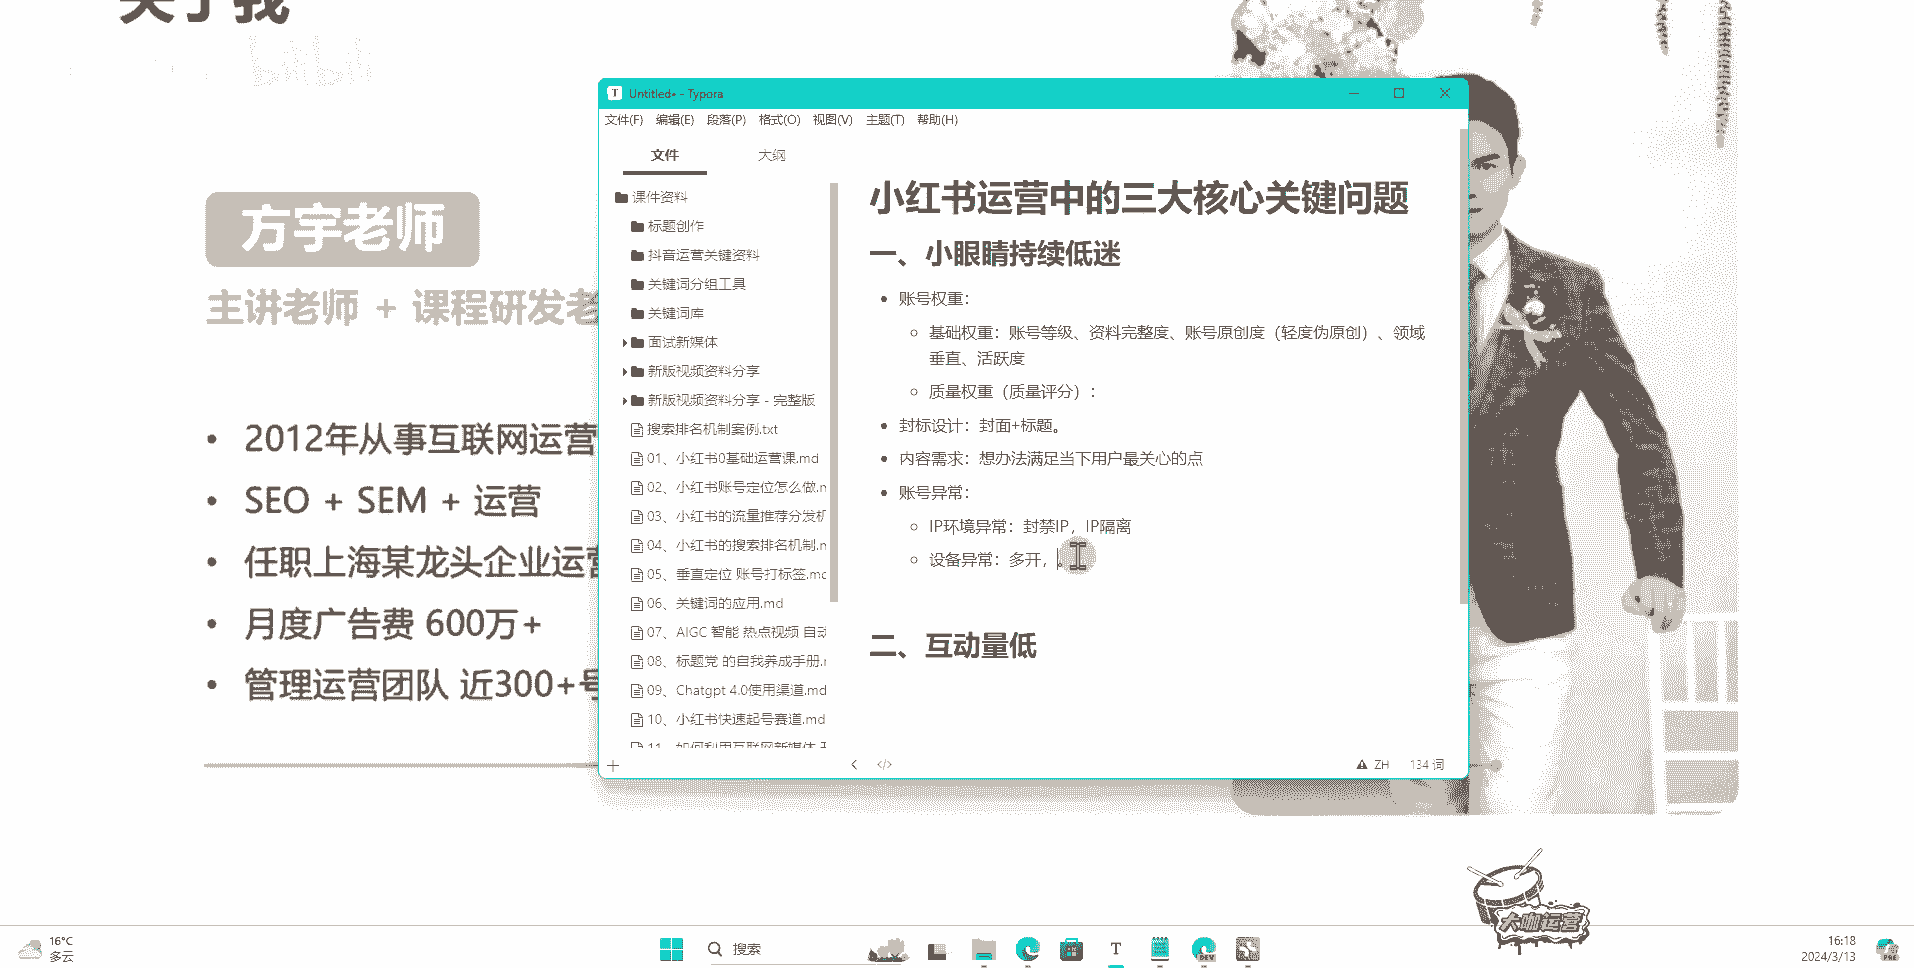 关于我
bilibili
方宇老师
主讲老师 + 课程研发老
2012年从事互联网运营
SEO + SEM + 运营
任职上海某龙头企业运营
月度广告费 600万+
管理运营团队 近300+号
Untitled• - Typora
文件(F) 编辑(E) 段落(P) 格式(O) 视图(V) 主题(T) 帮助(H)
文件 大纲
课件资料
标题创作
抖音运营关键资料
关键词分组工具
关键词库
面试新媒体
新版视频资料分享
新版视频资料分享 - 完整版
搜索排名机制案例.txt
01、小红书0基础运营课.md
02、小红书账号定位怎么做.m
03、小红书的流量推荐分发机
04、小红书的搜索排名机制.m
05、垂直定位 账号打标签.md
06、关键词的应用.md
07、AIGC 智能 热点视频 自动
08、标题党 的自我养成手册.m
09、Chatgpt 4.0使用渠道.md
10、小红书快速起号赛道.md
11、如何利用互联网新媒体
小红书运营中的三大核心关键问题
一、小眼睛持续低迷
账号权重：
基础权重：账号等级、资料完整度、账号原创度（轻度伪原创）、领域
垂直、活跃度
质量权重（质量评分）：
封标设计：封面+标题。
内容需求：想办法满足当下用户最关心的点
账号异常：
IP环境异常：封禁IP，IP隔离
设备异常：多开，。
二、互动量低
ZH 134 词
大咖运营
16°C
多云
搜索
T
DEV
16:18
2024/3/13
PRE